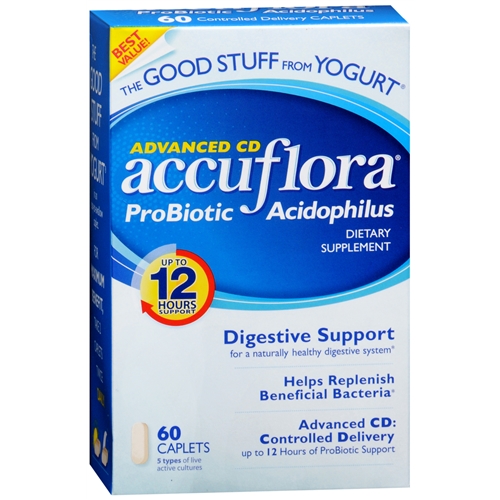 60 Controlled Delivery CAPLETS
BEST
VALUE!
THE GOOD STUFF FROM YOGURT®
ADVANCED CD
accuflora®
ProBiotic Acidophilus
DIETARY
SUPPLEMENT
UP TO
12
HOURS
SUPPORT
Digestive Support
for a naturally healthy digestive system*
Helps Replenish
Beneficial Bacteria*
Advanced CD:
Controlled Delivery
up to 12 Hours of ProBiotic Support
60
CAPLETS
5 types of live
active cultures
THE
GOOD
STUFF
FROM
YOGURT
FOR
MAXIMUM
BENEFIT,